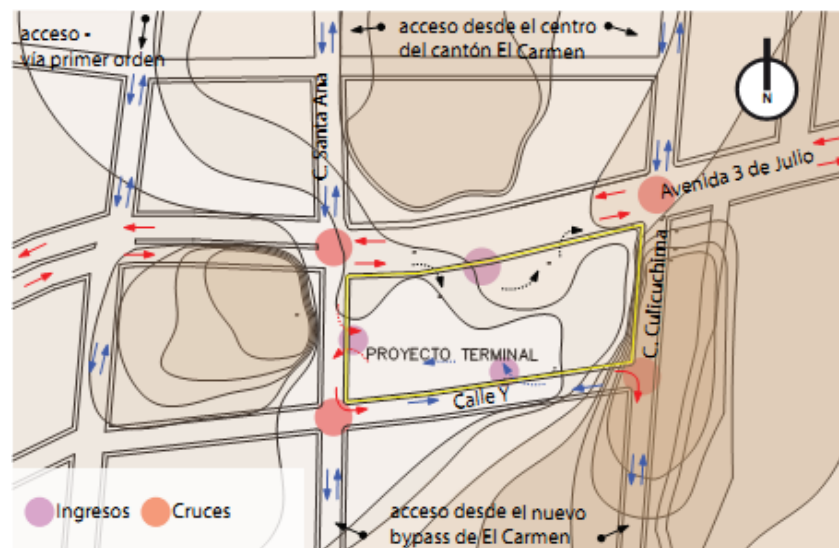 acceso -
vía primer orden
acceso desde el centro
del cantón El Carmen
N
C. Santa Ana
Avenida 3 de Julio
C. Culicuchima
PROYECTO TERMINAL
Calle Y
Ingresos
Cruces
acceso desde el nuevo
bypass de El Carmen